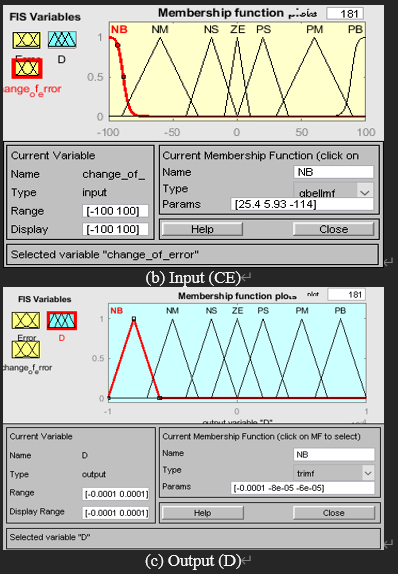 FIS Variables
Membership function plots
181
NB NM NS ZE PS PM PB
Error
D
change_of_error
1
0.5
0
-100 -50 0 50 100
Current Variable
Name change_of_
Type input
Range [-100 100]
Display [-100 100]
Current Membership Function (click on
Name NB
Type gbellmf
Params [25.4 5.93 -114]
Help Close
Selected variable "change_of_error"
(b) Input (CE)
FIS Variables
Membership function plots plot
181
NB NM NS ZE PS PM PB
Error
D
change_of_error
1
0.5
0
-1 0 1
output variable "D"
Current Variable
Name D
Type output
Range [-0.0001 0.0001]
Display Range [-0.0001 0.0001]
Current Membership Function (click on MF to select)
Name NB
Type trimf
Params [-0.0001 -8e-05 -6e-05]
Help Close
Selected variable "D"
(c) Output (D)